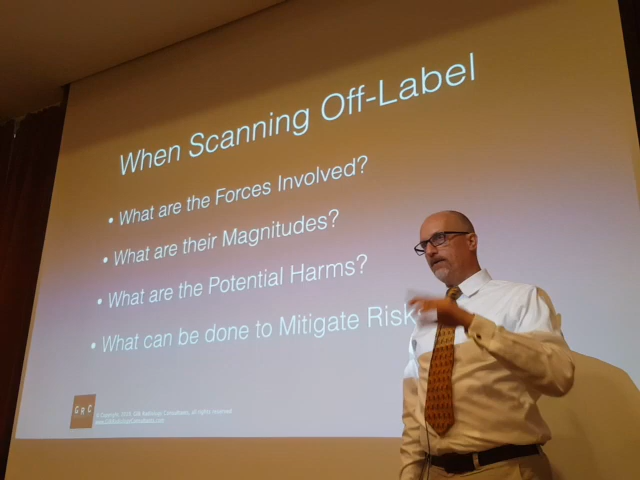 When Scanning Off-Label
• What are the Forces Involved?
• What are their Magnitudes?
• What are the Potential Harms?
• What can be done to Mitigate Risk
GRC